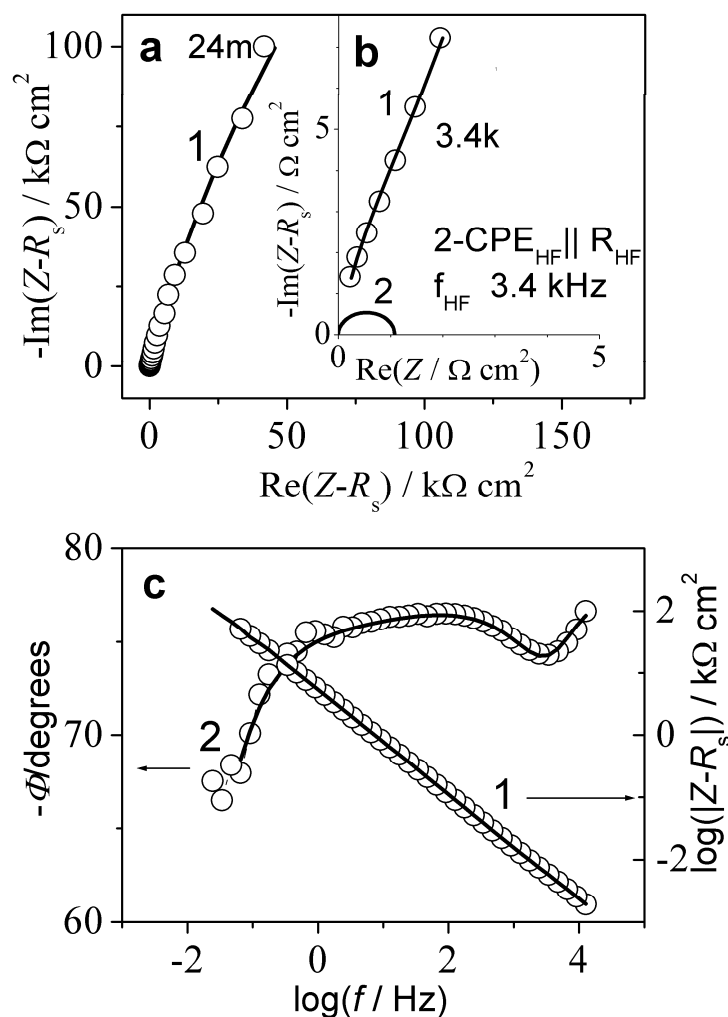 a
24m
1
100
50
0
-Im(Z-Rs) / kΩ cm²
0
50
100
150
Re(Z-Rs) / kΩ cm²
b
1
3.4k
5
0
-Im(Z-Rs) / Ω cm²
2-CPEHF|| RHF
fHF 3.4 kHz
2
0
5
Re(Z / Ω cm²)
c
80
70
60
-Φ/degrees
2
1
2
0
-2
log(|Z-Rs|) / kΩ cm²
-2
0
2
4
log(f / Hz)